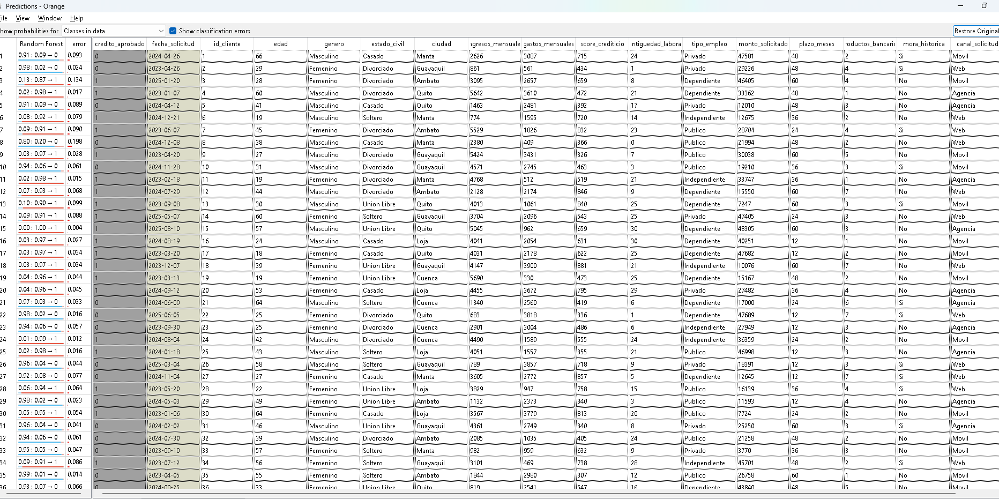 Predictions - Orange
ile View Window Help
how probabilities for Classes in data Show classification errors Restore Original
Random Forest error credito_aprobado fecha_solicitud id_cliente edad genero estado_civil ciudad ngresos_mensuale gastos_mensuales score_crediticio ntiguedad_labora tipo_empleo monto_solicitado plazo_meses oductos_bancario mora_historica canal_solicitud
1 0.91 : 0.09 → 0 0.093 0 2024-04-26 1 66 Masculino Casado Manta 2626 3087 715 24 Privado 47581 48 2 Si Movil
2 0.98 : 0.02 → 0 0.024 0 2023-04-26 2 29 Femenino Divorciado Guayaquil 861 561 434 1 Privado 29226 48 4 Si Web
3 0.13 : 0.87 → 1 0.134 1 2025-01-20 3 28 Femenino Divorciado Ambato 3095 2657 659 8 Dependiente 46405 60 4 No Movil
4 0.02 : 0.98 → 1 0.017 1 2023-01-07 4 60 Masculino Divorciado Quito 5642 3610 472 21 Dependiente 33362 48 1 No Agencia
5 0.91 : 0.09 → 0 0.089 0 2024-04-12 5 41 Masculino Casado Quito 1463 2481 392 17 Privado 12010 48 3 No Agencia
6 0.08 : 0.92 → 1 0.079 1 2024-12-21 6 19 Masculino Soltero Manta 774 1595 720 14 Independiente 12675 36 2 No Web
7 0.09 : 0.91 → 1 0.090 1 2023-06-07 7 45 Femenino Divorciado Ambato 5529 1826 832 23 Publico 28704 24 4 Si Web
8 0.80 : 0.20 → 0 0.198 0 2024-12-08 8 38 Masculino Casado Manta 2380 409 366 0 Publico 21994 48 2 No Web
9 0.03 : 0.97 → 1 0.028 1 2023-04-20 9 27 Masculino Divorciado Guayaquil 5424 3431 326 7 Publico 30038 60 5 No Movil
10 0.94 : 0.06 → 0 0.061 0 2024-11-28 10 31 Masculino Divorciado Guayaquil 4571 2745 463 3 Publico 19210 36 3 Si Movil
11 0.02 : 0.98 → 1 0.015 1 2023-02-18 11 19 Femenino Divorciado Manta 4768 512 519 21 Independiente 33747 36 1 No Agencia
12 0.07 : 0.93 → 1 0.068 1 2024-07-29 12 44 Masculino Divorciado Ambato 2128 2174 846 9 Dependiente 15550 60 7 No Web
13 0.10 : 0.90 → 1 0.099 1 2023-09-08 13 30 Masculino Union Libre Quito 4013 1061 840 25 Dependiente 7247 60 3 Si Movil
14 0.09 : 0.91 → 1 0.088 1 2025-05-07 14 60 Femenino Soltero Guayaquil 3704 2096 543 25 Privado 47405 24 3 No Web
15 0.00 : 1.00 → 1 0.004 1 2025-08-10 15 57 Masculino Union Libre Quito 5045 962 659 30 Dependiente 48305 60 3 No Agencia
16 0.03 : 0.97 → 1 0.027 1 2024-08-19 16 24 Masculino Casado Loja 4041 2054 631 30 Dependiente 40251 12 1 No Movil
17 0.03 : 0.97 → 1 0.034 1 2023-03-20 17 18 Femenino Casado Quito 4031 2178 622 25 Dependiente 47682 12 2 No Movil
18 0.03 : 0.97 → 1 0.034 1 2023-12-07 18 39 Femenino Union Libre Guayaquil 4147 3900 881 21 Independiente 10076 60 7 No Web
19 0.04 : 0.96 → 1 0.044 1 2023-03-13 19 19 Femenino Union Libre Cuenca 5690 330 473 25 Dependiente 15167 48 2 No Movil
20 0.04 : 0.96 → 1 0.045 1 2024-09-12 20 53 Femenino Casado Loja 4455 3672 795 29 Privado 27482 36 4 No Agencia
21 0.97 : 0.03 → 0 0.033 0 2024-06-09 21 64 Masculino Soltero Cuenca 1340 2560 419 6 Dependiente 17000 24 6 Si Agencia
22 0.98 : 0.02 → 0 0.016 0 2025-06-05 22 25 Femenino Divorciado Quito 683 3818 336 1 Dependiente 47689 12 7 Si Web
23 0.94 : 0.06 → 0 0.057 0 2023-09-30 23 25 Femenino Divorciado Cuenca 2901 3004 486 6 Independiente 27949 12 3 No Agencia
24 0.01 : 0.99 → 1 0.012 1 2024-08-04 24 42 Masculino Divorciado Cuenca 4490 1589 555 24 Independiente 36359 24 2 No Movil
25 0.02 : 0.98 → 1 0.016 1 2024-01-18 25 43 Masculino Soltero Loja 4051 1557 355 21 Publico 46998 12 3 No Agencia
26 0.96 : 0.04 → 0 0.044 0 2025-03-04 26 58 Masculino Soltero Guayaquil 789 3857 718 9 Privado 18391 12 3 Si Web
27 0.92 : 0.08 → 0 0.077 0 2024-11-04 27 27 Femenino Casado Manta 3605 2772 857 5 Dependiente 12645 12 2 Si Web
28 0.06 : 0.94 → 1 0.064 1 2023-05-20 28 22 Femenino Union Libre Loja 3829 947 758 15 Publico 16139 36 4 Si Web
29 0.98 : 0.02 → 0 0.023 0 2024-05-03 29 49 Femenino Union Libre Ambato 1132 2373 340 3 Publico 11593 12 4 No Agencia
30 0.05 : 0.95 → 1 0.054 1 2023-01-06 30 64 Femenino Casado Loja 3567 3779 813 20 Publico 7724 24 2 No Movil
31 0.96 : 0.04 → 0 0.041 0 2024-02-02 31 46 Masculino Union Libre Guayaquil 4361 2749 340 8 Privado 25250 60 3 Si Agencia
32 0.94 : 0.06 → 0 0.061 0 2024-07-30 32 39 Masculino Divorciado Ambato 2085 1035 405 24 Publico 21258 48 2 No Movil
33 0.95 : 0.05 → 0 0.047 0 2023-09-10 33 57 Femenino Soltero Manta 982 959 632 9 Privado 3770 36 3 No Movil
34 0.09 : 0.91 → 1 0.086 1 2023-07-12 34 56 Femenino Soltero Guayaquil 3101 469 738 28 Independiente 45701 48 2 Si Web
35 0.99 : 0.01 → 0 0.014 0 2023-04-05 35 55 Femenino Soltero Ambato 1844 2980 307 12 Publico 26758 60 1 No Movil
36 0.93 : 0.07 → 0 0.066 0 2024-09-25 36 33 Femenino Union Libre Quito 819 2541 547 16 Dependiente 43840 48 5 No Movil